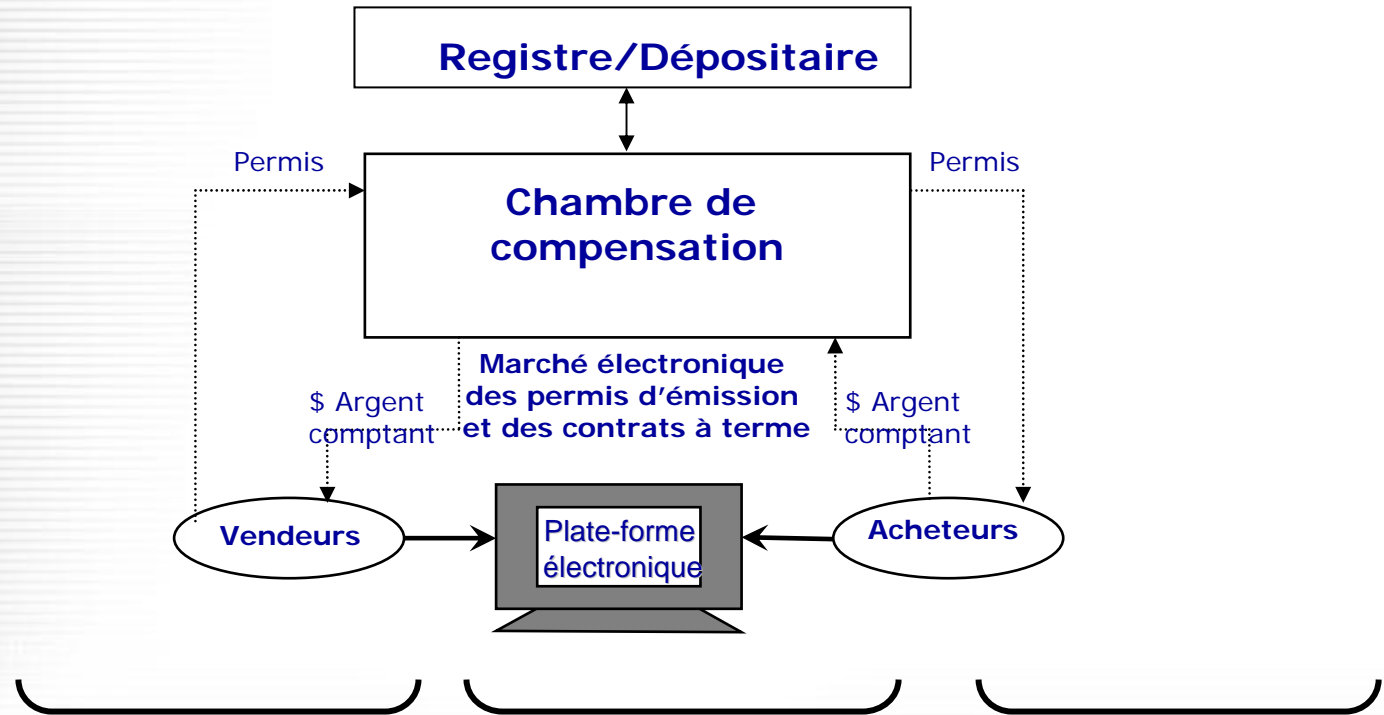 Registre/Dépositaire
Permis
Permis
Chambre de
compensation
Marché électronique
des permis d'émission
et des contrats à terme
$ Argent
comptant
$ Argent
comptant
Vendeurs
Plate-forme
électronique
Acheteurs